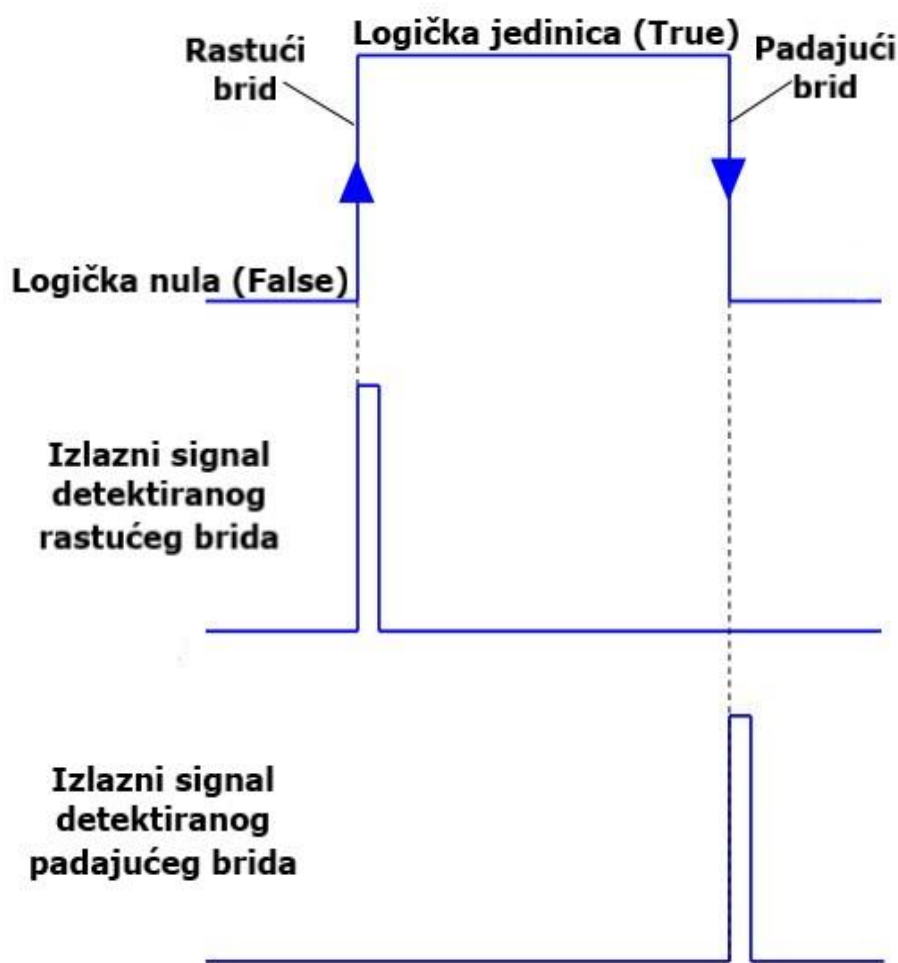 Logička jedinica (True)
Rastući
brid
Padajući
brid
Logička nula (False)
Izlazni signal
detektiranog
rastućeg brida
Izlazni signal
detektiranog
padajućeg brida